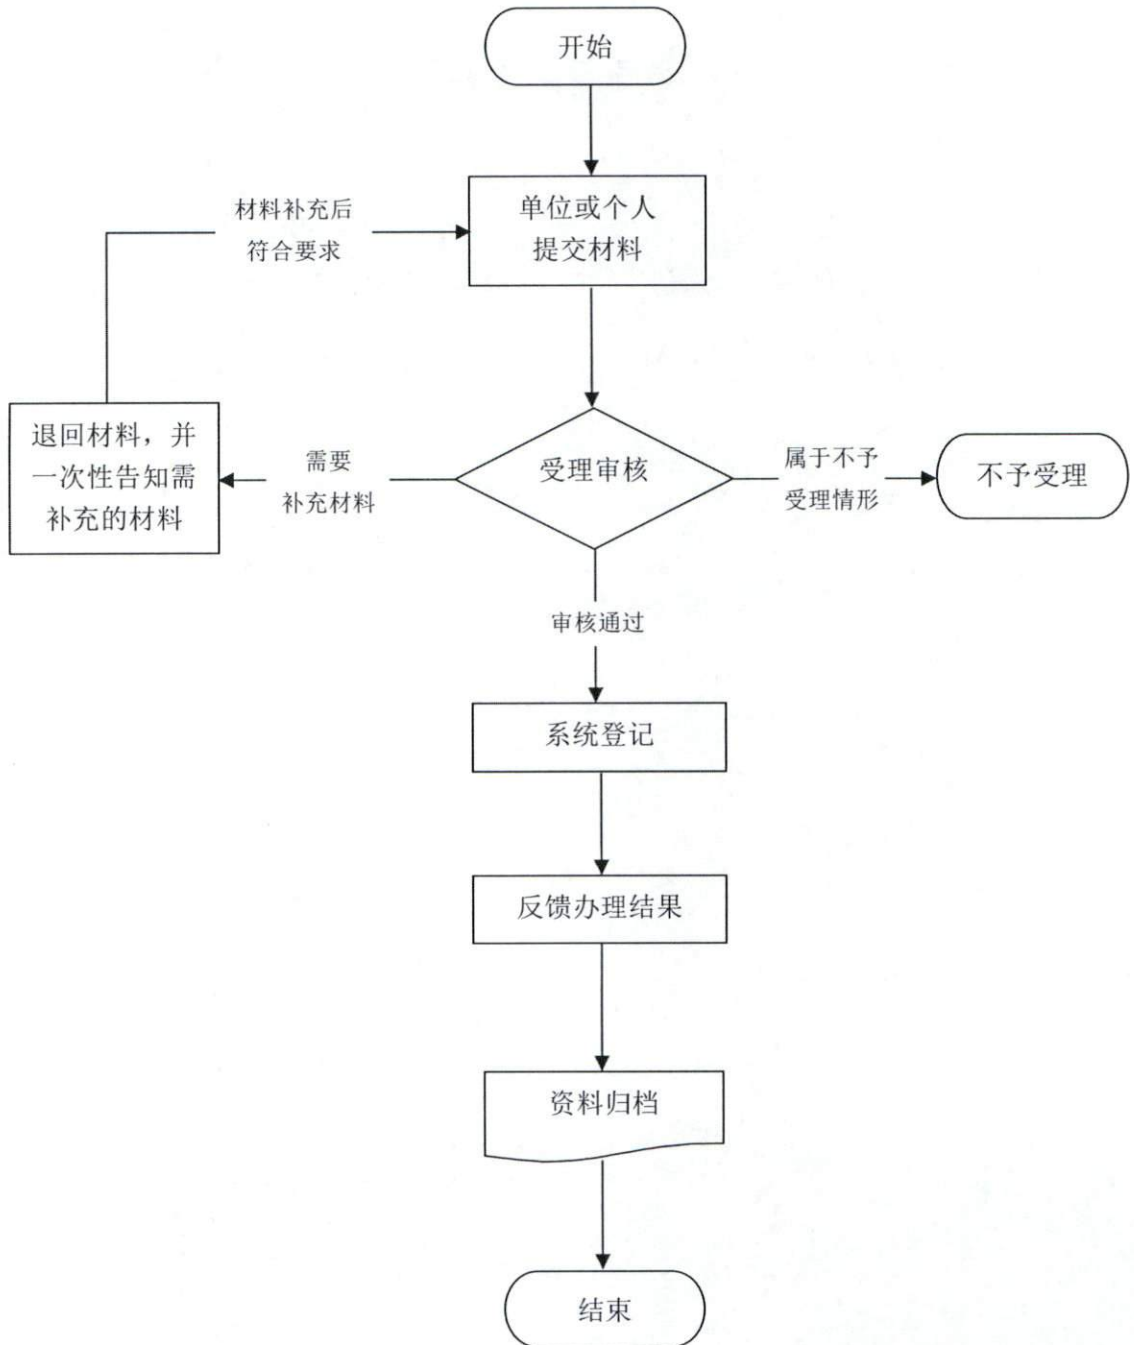 开始
材料补充后
符合要求
单位或个人
提交材料
退回材料，并
一次性告知需
补充的材料
需要
补充材料
受理审核
属于不予
受理情形
不予受理
审核通过
系统登记
反馈办理结果
资料归档
结束